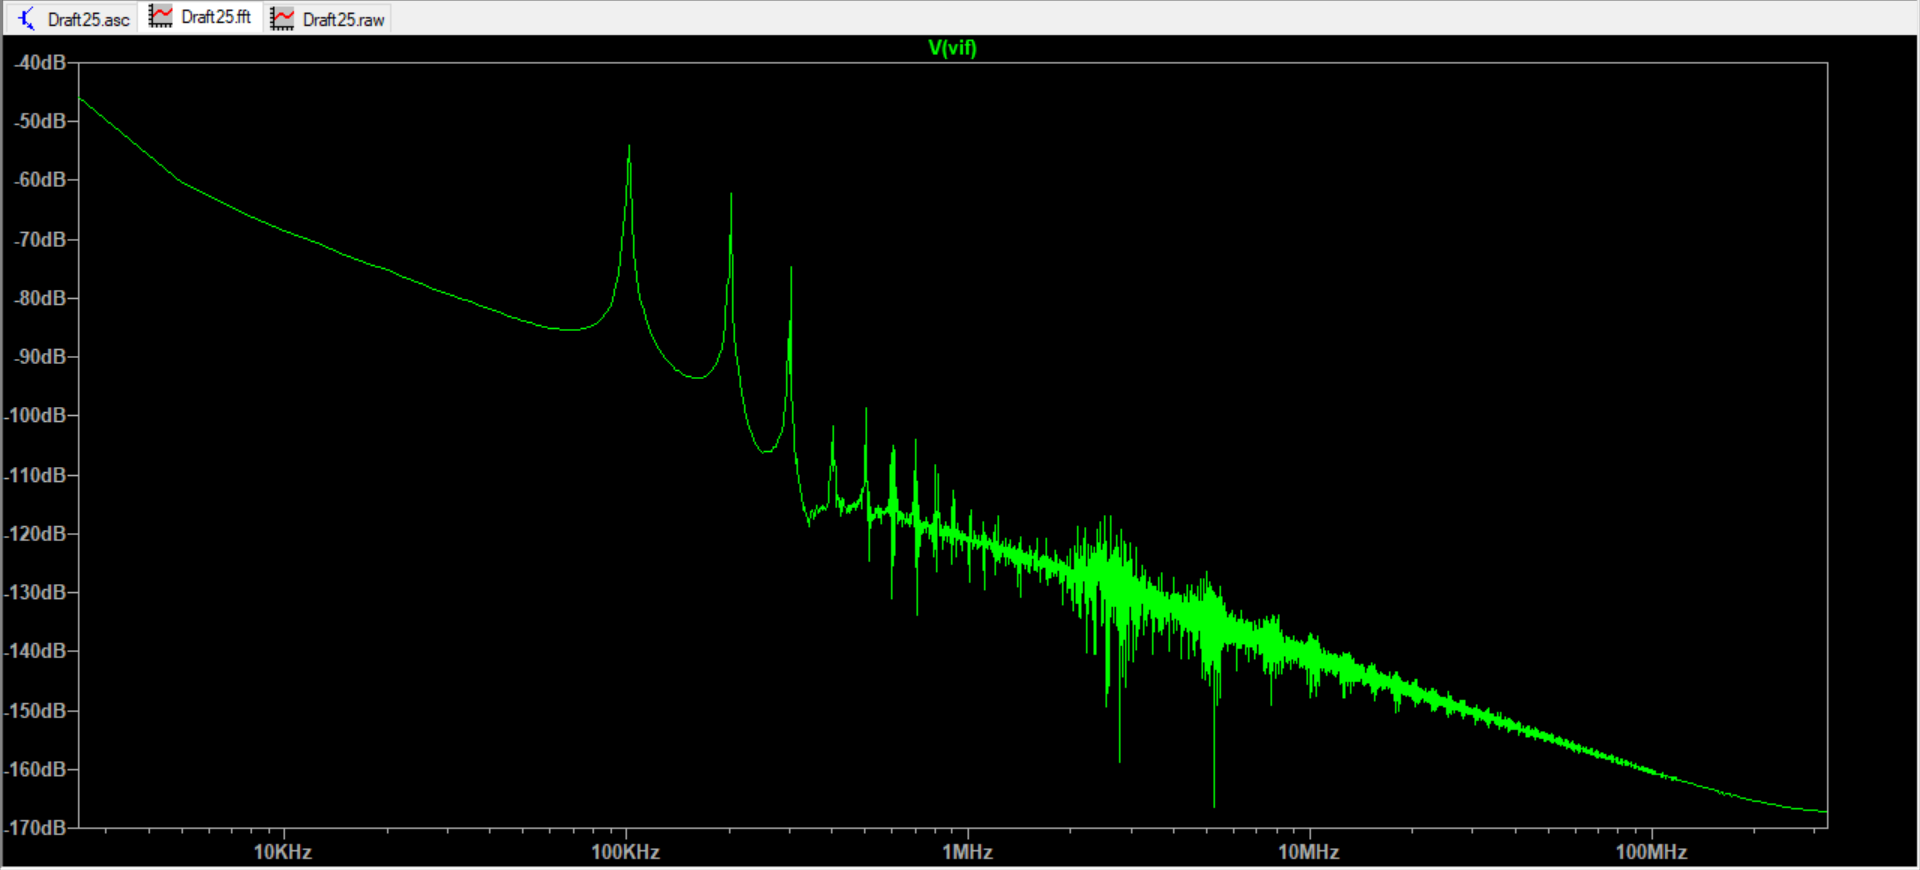 Draft25.asc Draft25.fft Draft25.raw
V(vif)
-40dB
-50dB
-60dB
-70dB
-80dB
-90dB
-100dB
-110dB
-120dB
-130dB
-140dB
-150dB
-160dB
-170dB
10KHz 100KHz 1MHz 10MHz 100MHz